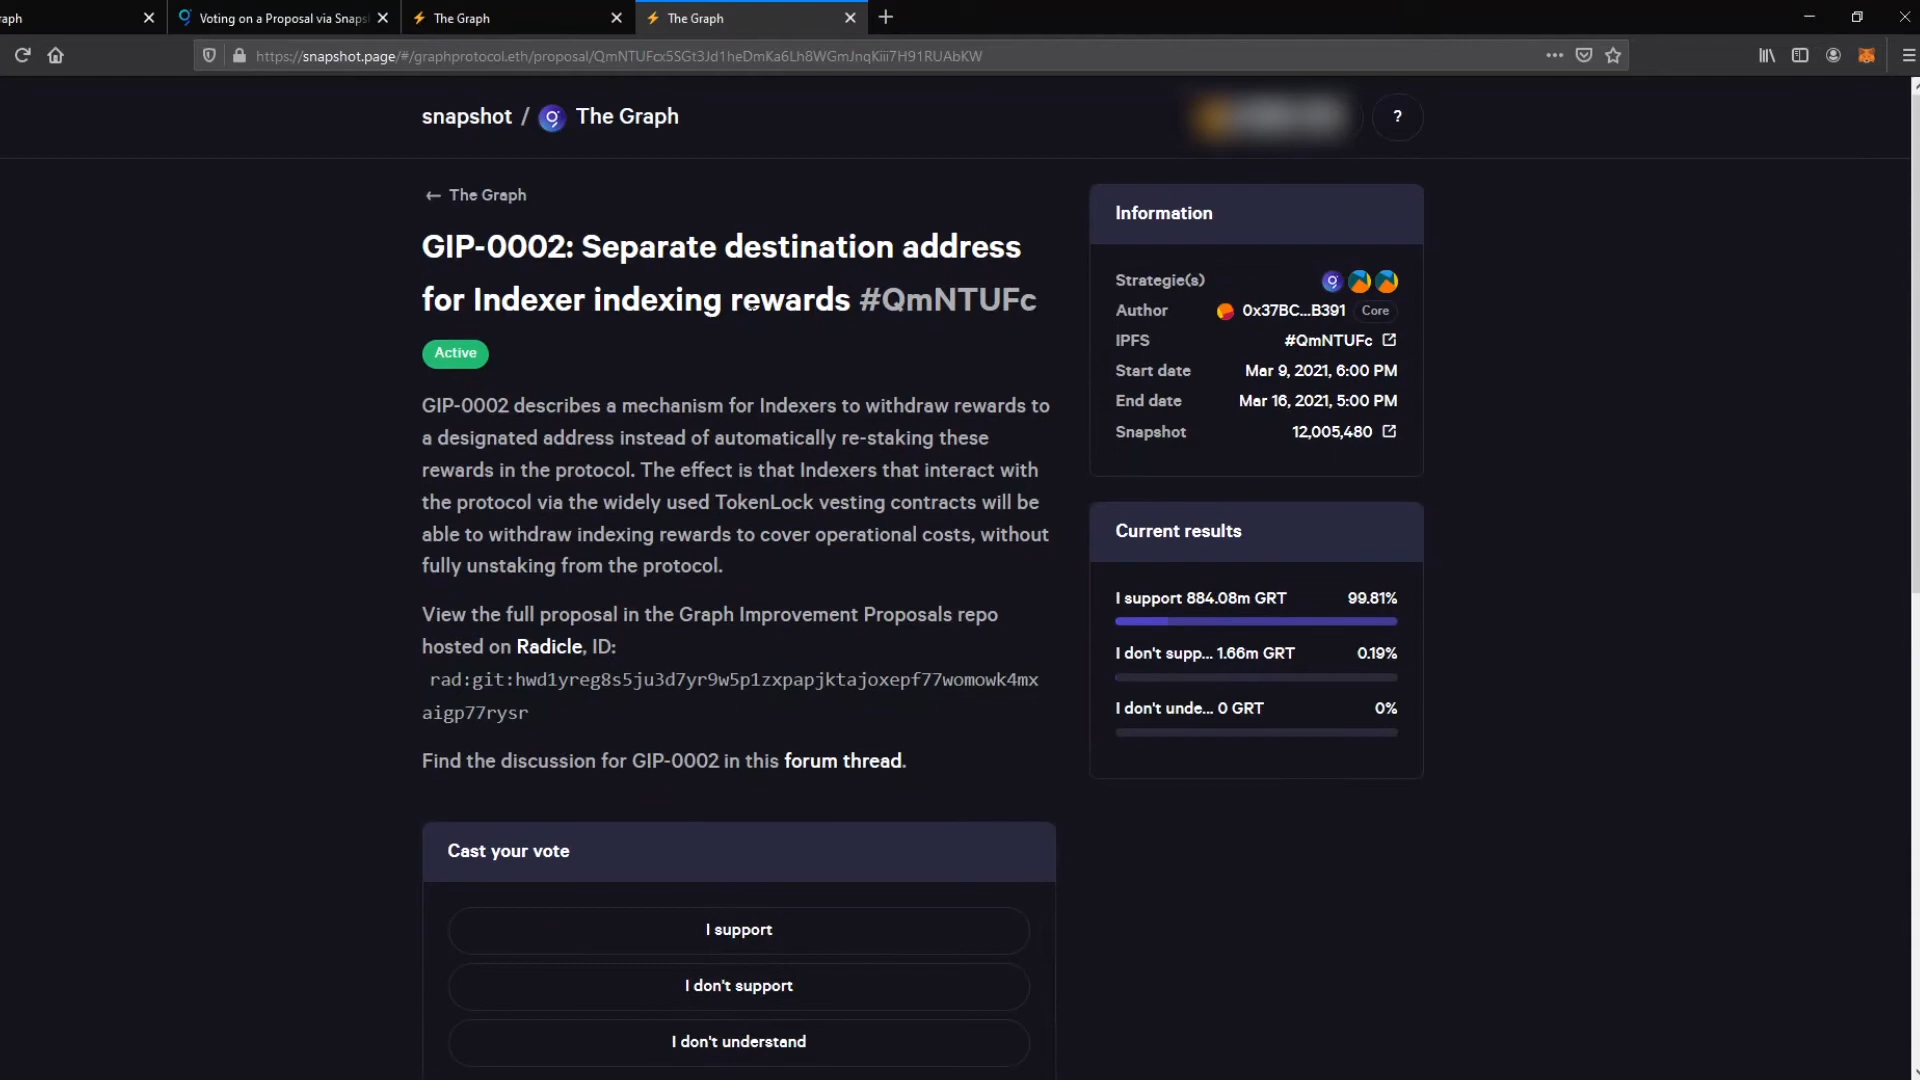 aph
Voting on a Proposal via Snaps
The Graph
The Graph
https://snapshot.page/#/graphprotocol.eth/proposal/QmNTUFcx5SGt3Jd1heDmKa6Lh8WGmJnqKiii7H91RUAbKW
snapshot / The Graph
?
← The Graph
GIP-0002: Separate destination address
for Indexer indexing rewards #QmNTUFc
Active
GIP-0002 describes a mechanism for Indexers to withdraw rewards to
a designated address instead of automatically re-staking these
rewards in the protocol. The effect is that Indexers that interact with
the protocol via the widely used TokenLock vesting contracts will be
able to withdraw indexing rewards to cover operational costs, without
fully unstaking from the protocol.
View the full proposal in the Graph Improvement Proposals repo
hosted on Radicle, ID:
rad:git:hwd1yreg8s5ju3d7yr9w5p1zxpapjktajoxepf77womowk4mx
aigp77rysr
Find the discussion for GIP-0002 in this forum thread.
Cast your vote
I support
I don't support
I don't understand
Information
Strategie(s)
Author 0x37BC...B391 Core
IPFS #QmNTUFc
Start date Mar 9, 2021, 6:00 PM
End date Mar 16, 2021, 5:00 PM
Snapshot 12,005,480
Current results
I support 884.08m GRT 99.81%
I don't supp... 1.66m GRT 0.19%
I don't unde... 0 GRT 0%